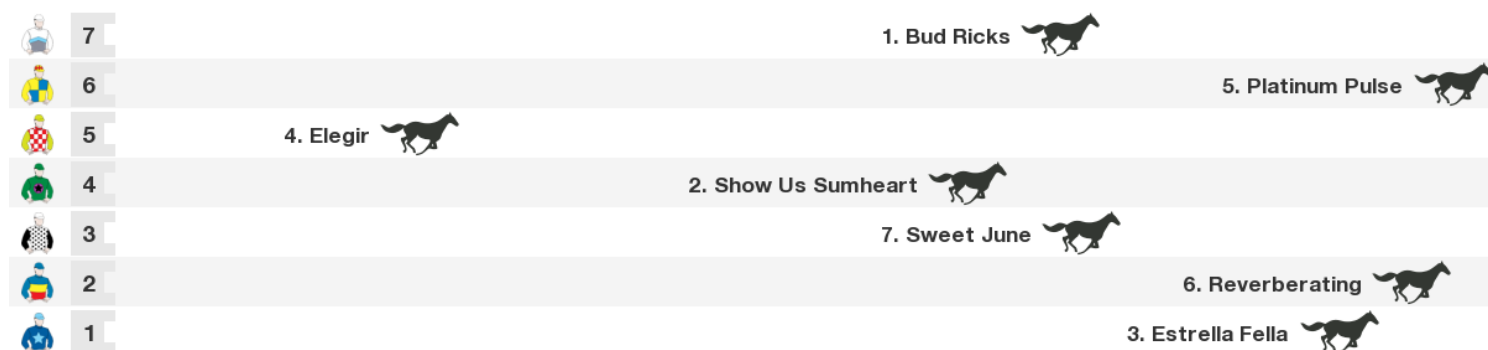 7 1. Bud Ricks
6 5. Platinum Pulse
5 4. Elegir
4 2. Show Us Sumheart
3 7. Sweet June
2 6. Reverberating
1 3. Estrella Fella